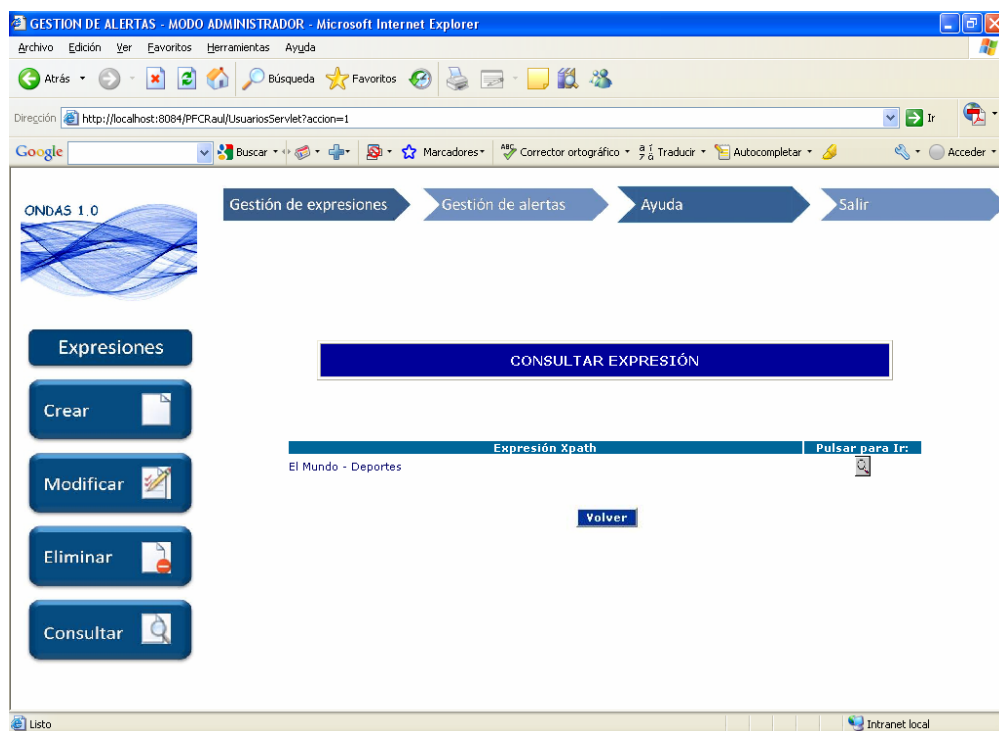 GESTION DE ALERTAS - MODO ADMINISTRADOR - Microsoft Internet Explorer
Archivo Edición Ver Favoritos Herramientas Ayuda
Atrás Búsqueda Favoritos
Dirección http://localhost:8084/PFCRaul/UsuariosServlet?accion=1 Ir
Google Buscar Marcadores ABC Corrector ortográfico Traducir Autocompletar Acceder
ONDAS 1.0
Gestión de expresiones Gestión de alertas Ayuda Salir
Expresiones
CONSULTAR EXPRESIÓN
Crear
Expresión Xpath Pulsar para Ir:
El Mundo - Deportes
Modificar
Volver
Eliminar
Consultar
Listo Intranet local